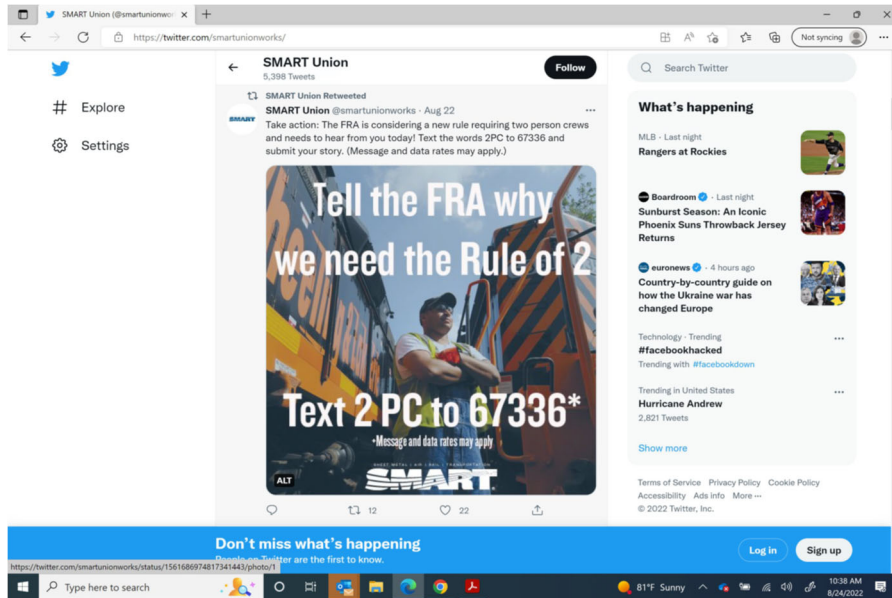 SMART Union (@smartunionwor
https://twitter.com/smartunionworks/
Not syncing
SMART Union
5,398 Tweets
Follow
Search Twitter
Explore
Settings
SMART Union Retweeted
SMART
SMART Union @smartunionworks · Aug 22
Take action: The FRA is considering a new rule requiring two person crews
and needs to hear from you today! Text the words 2PC to 67336 and
submit your story. (Message and data rates may apply.)
Tell the FRA why
we need the Rule of 2
Text 2 PC to 67336*
*Message and data rates may apply
SHEET METAL | AIR | RAIL | TRANSPORTATION
SMART
ALT
12
22
What's happening
MLB · Last night
Rangers at Rockies
Boardroom · Last night
Sunburst Season: An Iconic
Phoenix Suns Throwback Jersey
Returns
euronews · 4 hours ago
Country-by-country guide on
how the Ukraine war has
changed Europe
Technology · Trending
#facebookhacked
Trending with #facebookdown
Trending in United States
Hurricane Andrew
2,821 Tweets
Show more
Terms of Service Privacy Policy Cookie Policy
Accessibility Ads info More ···
© 2022 Twitter, Inc.
Don't miss what's happening
People on Twitter are the first to know.
Log in
Sign up
https://twitter.com/smartunionworks/status/1561686974817341443/photo/1
Type here to search
81°F Sunny
10:38 AM
8/24/2022